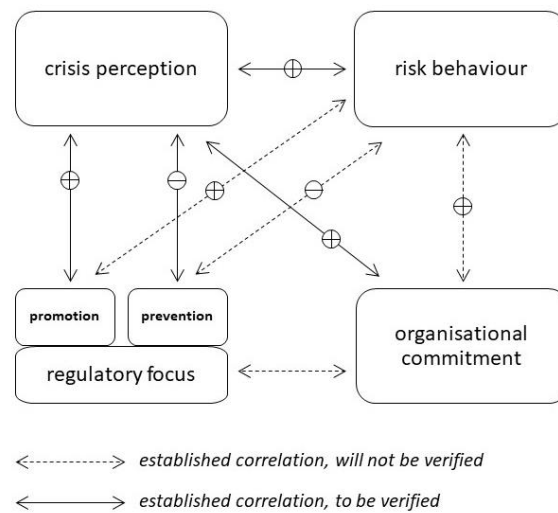 crisis perception
risk behaviour
promotion
prevention
regulatory focus
organisational
commitment
established correlation, will not be verified
established correlation, to be verified